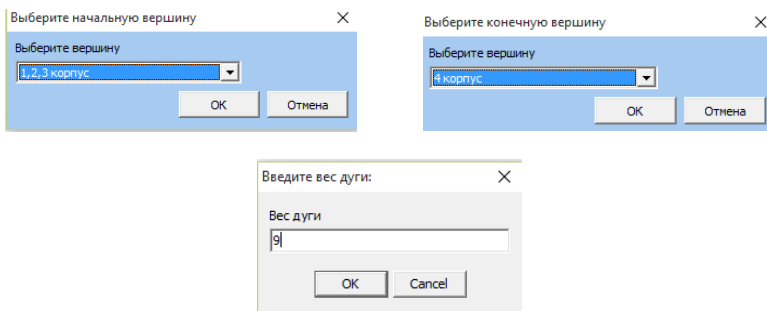 Выберите начальную вершину
Выберите вершину
1,2,3 корпус
OK Отмена
Выберите конечную вершину
Выберите вершину
4 корпус
OK Отмена
Введите вес дуги:
Вес дуги
9
OK Cancel